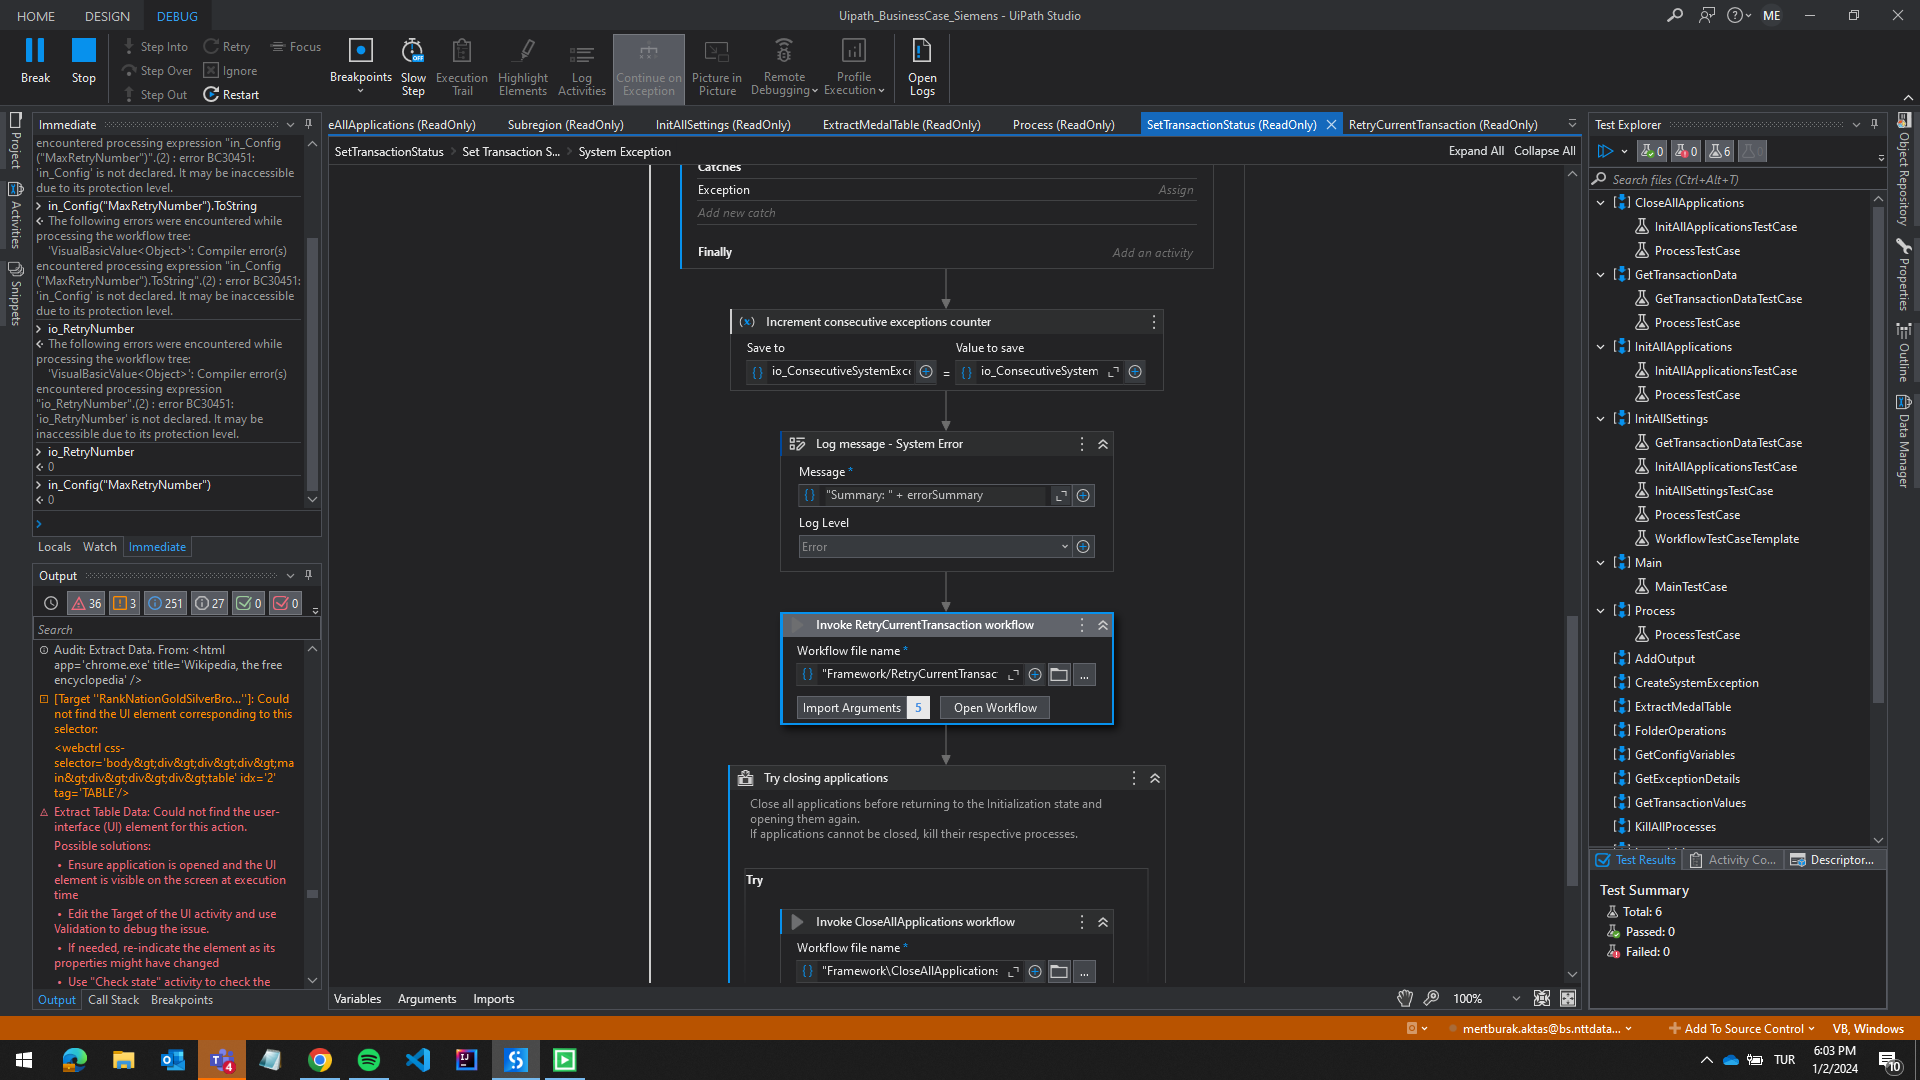 HOME
DESIGN
DEBUG
Uipath_BusinessCase_Siemens - UiPath Studio
ME
Break
Stop
Step Into
Step Over
Step Out
Retry
Ignore
Restart
Focus
Breakpoints
Slow
Step
Execution
Trail
Highlight
Elements
Log
Activities
Continue on
Exception
Picture in
Picture
Remote
Debugging
Profile
Execution
Open
Logs
Project
Activities
Snippets
Immediate
encountered processing expression "in_Config
("MaxRetryNumber")".(2) : error BC30451:
'in_Config' is not declared. It may be inaccessible
due to its protection level.
in_Config("MaxRetryNumber").ToString
The following errors were encountered while
processing the workflow tree:
'VisualBasicValue<Object>': Compiler error(s)
encountered processing expression "in_Config
("MaxRetryNumber").ToString".(2) : error BC30451:
'in_Config' is not declared. It may be inaccessible
due to its protection level.
io_RetryNumber
The following errors were encountered while
processing the workflow tree:
'VisualBasicValue<Object>': Compiler error(s)
encountered processing expression
"io_RetryNumber".(2) : error BC30451:
'io_RetryNumber' is not declared. It may be
inaccessible due to its protection level.
io_RetryNumber
0
in_Config("MaxRetryNumber")
0
Locals
Watch
Immediate
Output
36
3
251
27
0
0
Search
Audit: Extract Data. From: <html
app='chrome.exe' title='Wikipedia, the free
encyclopedia' />
[Target ''RankNationGoldSilverBro...'']: Could
not find the UI element corresponding to this
selector:
<webctrl css-
selector='body&gt;div&gt;div&gt;div&gt;ma
in&gt;div&gt;div&gt;div&gt;table' idx='2'
tag='TABLE'/>
Extract Table Data: Could not find the user-
interface (UI) element for this action.
Possible solutions:
• Ensure application is opened and the UI
element is visible on the screen at execution
time
• Edit the Target of the UI activity and use
Validation to debug the issue.
• If needed, re-indicate the element as its
properties might have changed
• Use "Check state" activity to check the
Output
Call Stack
Breakpoints
eAllApplications (ReadOnly)
Subregion (ReadOnly)
InitAllSettings (ReadOnly)
ExtractMedalTable (ReadOnly)
Process (ReadOnly)
SetTransactionStatus (ReadOnly)
RetryCurrentTransaction (ReadOnly)
SetTransactionStatus
Set Transaction S...
System Exception
Expand All
Collapse All
Catches
Exception
Assign
Add new catch
Finally
Add an activity
Increment consecutive exceptions counter
Save to
Value to save
io_ConsecutiveSystemExce
=
io_ConsecutiveSystem
Log message - System Error
Message *
"Summary: " + errorSummary
Log Level
Error
Invoke RetryCurrentTransaction workflow
Workflow file name *
"Framework/RetryCurrentTransac
...
Import Arguments
5
Open Workflow
Try closing applications
Close all applications before returning to the Initialization state and
opening them again.
If applications cannot be closed, kill their respective processes.
Try
Invoke CloseAllApplications workflow
Workflow file name *
"Framework\CloseAllApplications
...
Variables
Arguments
Imports
100%
Test Explorer
0
0
6
0
Search files (Ctrl+Alt+T)
CloseAllApplications
InitAllApplicationsTestCase
ProcessTestCase
GetTransactionData
GetTransactionDataTestCase
ProcessTestCase
InitAllApplications
InitAllApplicationsTestCase
ProcessTestCase
InitAllSettings
GetTransactionDataTestCase
InitAllApplicationsTestCase
InitAllSettingsTestCase
ProcessTestCase
WorkflowTestCaseTemplate
Main
MainTestCase
Process
ProcessTestCase
AddOutput
CreateSystemException
ExtractMedalTable
FolderOperations
GetConfigVariables
GetExceptionDetails
GetTransactionValues
KillAllProcesses
Test Results
Activity Co...
Descriptor...
Test Summary
Total: 6
Passed: 0
Failed: 0
Object Repository
Properties
Outline
Data Manager
mertburak.aktas@bs.nttdata...
Add To Source Control
VB, Windows
4
TUR
6:03 PM
1/2/2024
10